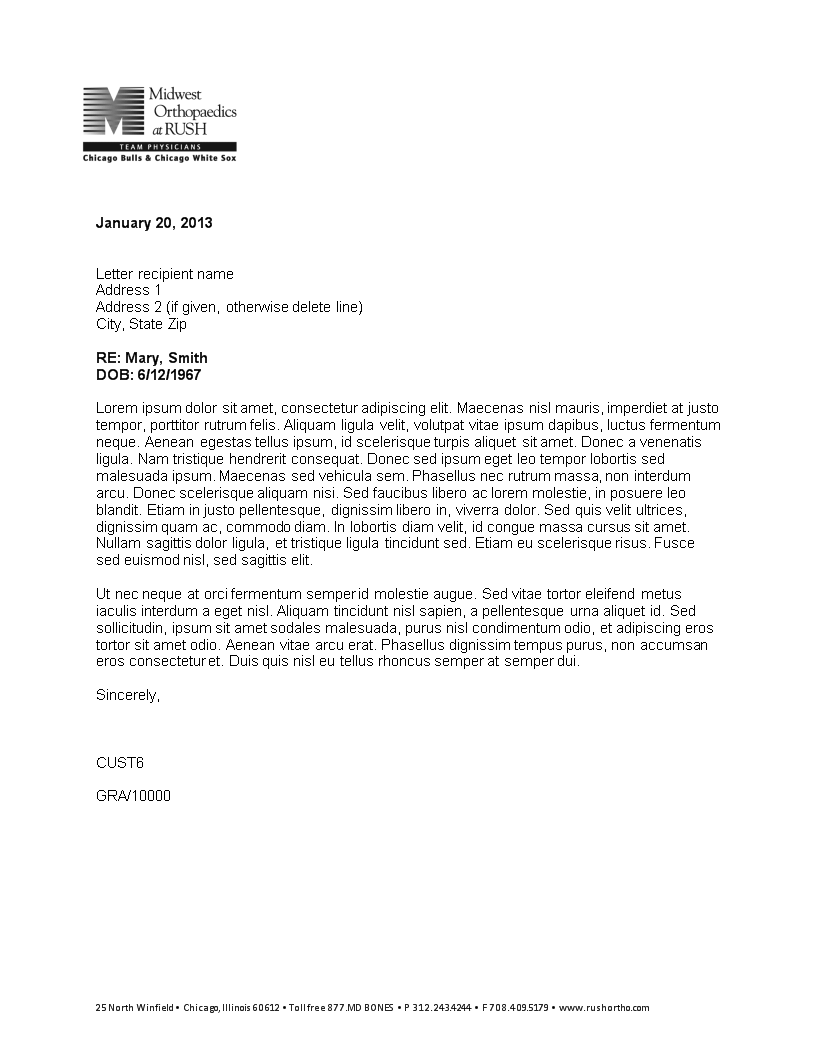 Midwest
Orthopaedics
at RUSH
TEAM PHYSICIANS
Chicago Bulls & Chicago White Sox
January 20, 2013
Letter recipient name
Address 1
Address 2 (if given, otherwise delete line)
City, State Zip
RE: Mary, Smith
DOB: 6/12/1967
Lorem ipsum dolor sit amet, consectetur adipiscing elit. Maecenas nisl mauris, imperdiet at justo
tempor, porttitor rutrum felis. Aliquam ligula velit, volutpat vitae ipsum dapibus, luctus fermentum
neque. Aenean egestas tellus ipsum, id scelerisque turpis aliquet sit amet. Donec a venenatis
ligula. Nam tristique hendrerit consequat. Donec sed ipsum eget leo tempor lobortis sed
malesuada ipsum. Maecenas sed vehicula sem. Phasellus nec rutrum massa, non interdum
arcu. Donec scelerisque aliquam nisi. Sed faucibus libero ac lorem molestie, in posuere leo
blandit. Etiam in justo pellentesque, dignissim libero in, viverra dolor. Sed quis velit ultrices,
dignissim quam ac, commodo diam. In lobortis diam velit, id congue massa cursus sit amet.
Nullam sagittis dolor ligula, et tristique ligula tincidunt sed. Etiam eu scelerisque risus. Fusce
sed euismod nisl, sed sagittis elit.
Ut nec neque at orci fermentum semper id molestie augue. Sed vitae tortor eleifend metus
iaculis interdum a eget nisl. Aliquam tincidunt nisl sapien, a pellentesque urna aliquet id. Sed
sollicitudin, ipsum sit amet sodales malesuada, purus nisl condimentum odio, et adipiscing eros
tortor sit amet odio. Aenean vitae arcu erat. Phasellus dignissim tempus purus, non accumsan
eros consectetur et. Duis quis nisl eu tellus rhoncus semper at semper dui.
Sincerely,
CUST6
GRA/10000
25 North Winfield • Chicago, Illinois 60612 • Toll free 877.MD BONES • P 312.243.4244 • F 708.409.5179 • www.rushortho.com